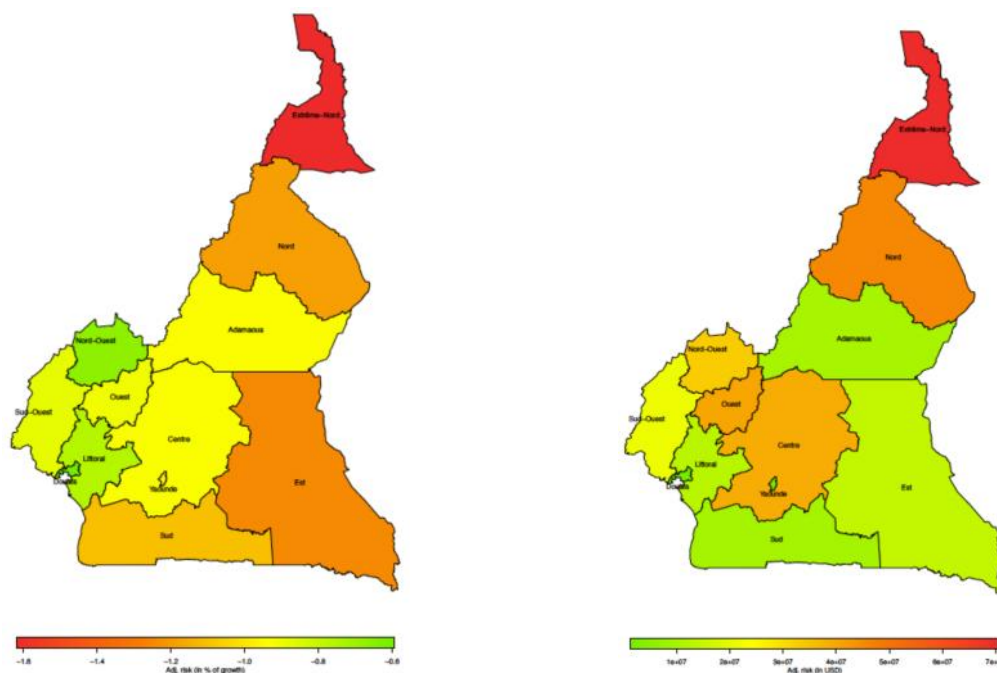 Extrême-Nord
Nord
Adamaoua
Nord-Ouest
Ouest
Sud-Ouest
Centre
Littoral
Douala
Yaounde
Est
Sud
-1.6 -1.4 -1.2 -1.0 -0.8 -0.6
Adj. risk (in % of growth)
Extrême-Nord
Nord
Adamaoua
Nord-Ouest
Ouest
Sud-Ouest
Centre
Littoral
Yaounde
Douala
Est
Sud
1e+07 2e+07 3e+07 4e+07 5e+07 6e+07
Adj. risk (in USD)